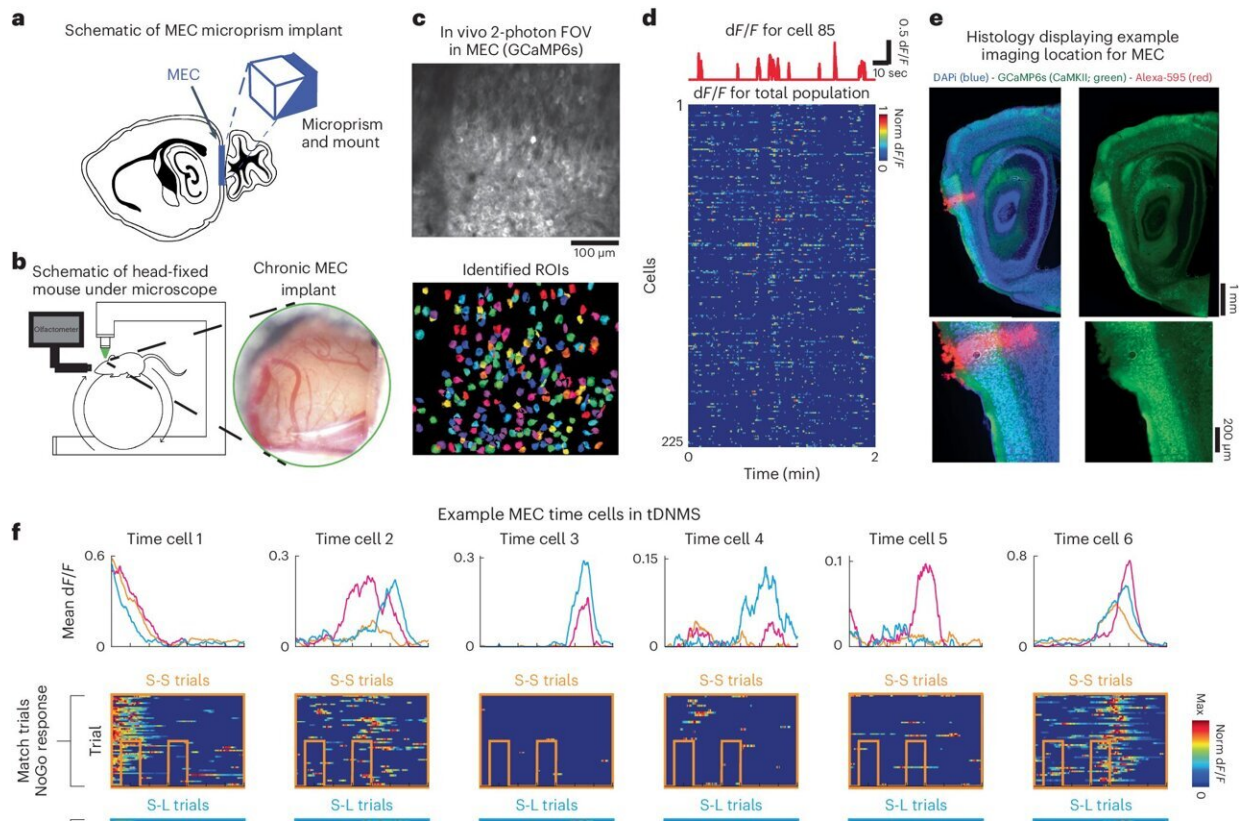 a
Schematic of MEC microprism implant
MEC
Microprism
and mount
b
Schematic of head-fixed
mouse under microscope
Olfactometer
Chronic MEC
implant
c
In vivo 2-photon FOV
in MEC (GCaMP6s)
100 µm
Identified ROIs
d
dF/F for cell 85
0.5 dF/F
10 sec
dF/F for total population
1
Cells
225
0
2
Time (min)
1
Norm dF/F
0
e
Histology displaying example
imaging location for MEC
DAPi (blue) - GCaMP6s (CaMKII; green) - Alexa-595 (red)
1 mm
200 µm
f
Example MEC time cells in tDNMS
Time cell 1
Time cell 2
Time cell 3
Time cell 4
Time cell 5
Time cell 6
Mean dF/F
0.6
0
0.3
0
0.3
0
0.15
0
0.1
0
0.8
0
S-S trials
S-S trials
S-S trials
S-S trials
S-S trials
S-S trials
Match trials
NoGo response
Trial
Max
Norm dF/F
0
S-L trials
S-L trials
S-L trials
S-L trials
S-L trials
S-L trials